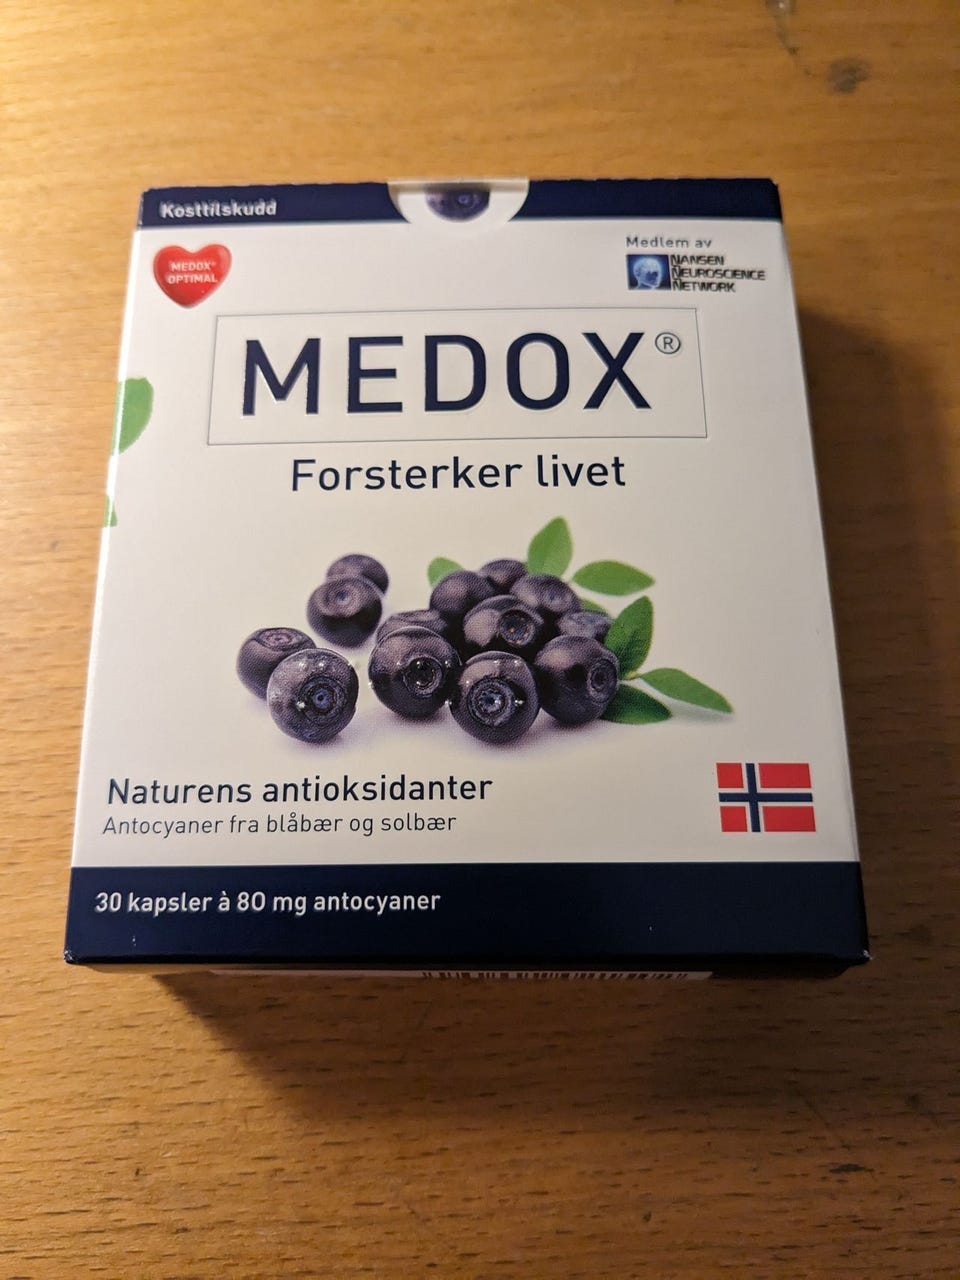 Kosttilskudd
MEDOX®
OPTIMAL
Medlem av
NANSEN
NEUROSCIENCE
NETWORK
MEDOX®
Forsterker livet
Naturens antioksidanter
Antocyaner fra blåbær og solbær
30 kapsler à 80 mg antocyaner